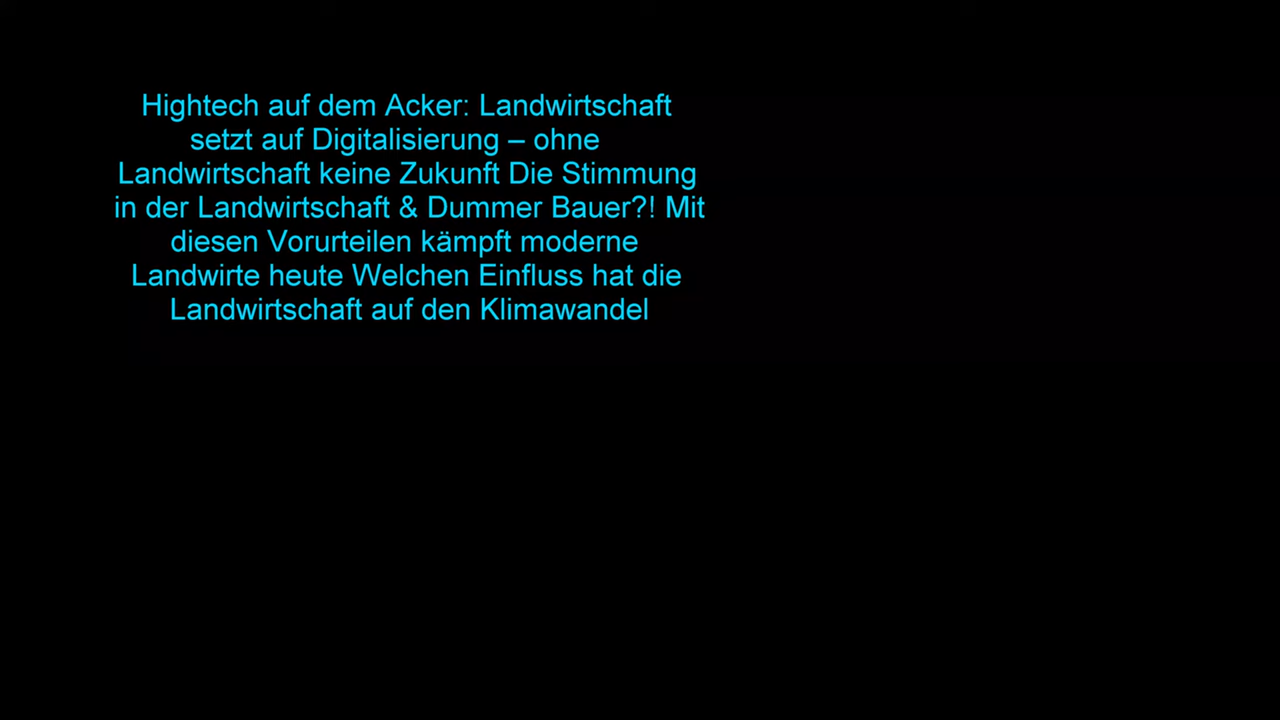 Hightech auf dem Acker: Landwirtschaft
setzt auf Digitalisierung – ohne
Landwirtschaft keine Zukunft Die Stimmung
in der Landwirtschaft & Dummer Bauer?! Mit
diesen Vorurteilen kämpft moderne
Landwirte heute Welchen Einfluss hat die
Landwirtschaft auf den Klimawandel